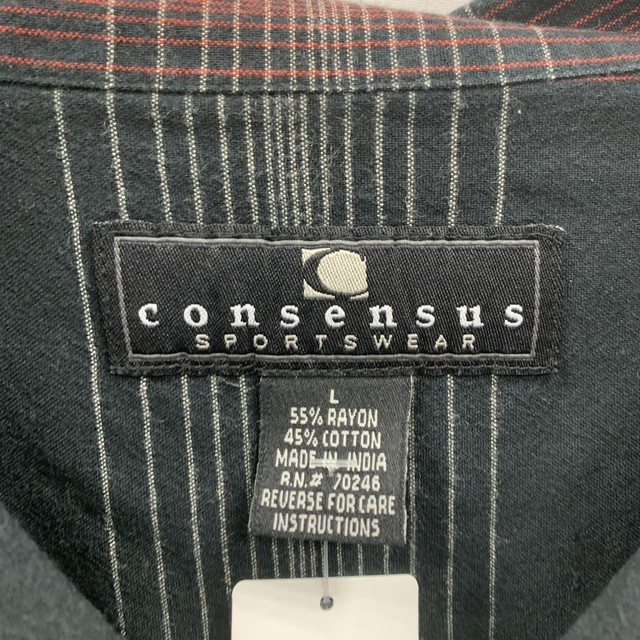 consensus
SPORTSWEAR
L
55% RAYON
45% COTTON
MADE IN INDIA
R.N.# 70246
REVERSE FOR CARE
INSTRUCTIONS